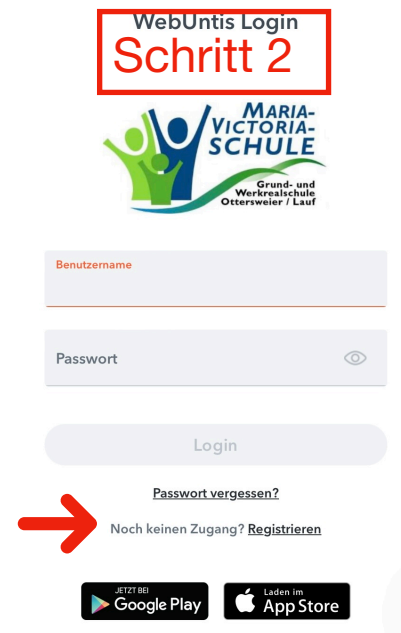 WebUntis Login
Schritt 2
MARIA-
VICTORIA-
SCHULE
Grund- und
Werkrealschule
Ottersweier / Lauf
Benutzername
Passwort
Login
Passwort vergessen?
Noch keinen Zugang? Registrieren
JETZT BEI
Google Play
Laden im
App Store